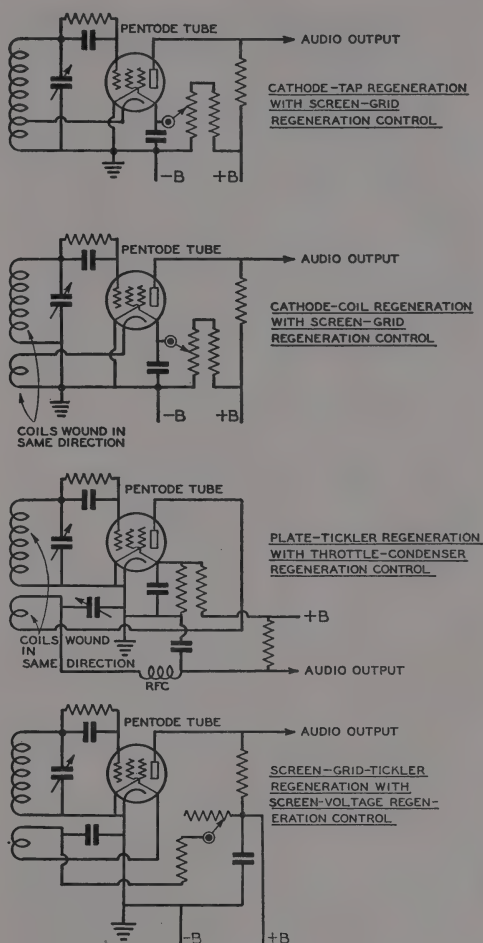 PENTODE TUBE
AUDIO OUTPUT
CATHODE-TAP REGENERATION
WITH SCREEN-GRID
REGENERATION CONTROL
-B +B
PENTODE TUBE
AUDIO OUTPUT
CATHODE-COIL REGENERATION
WITH SCREEN-GRID
REGENERATION CONTROL
-B +B
COILS WOUND IN
SAME DIRECTION
PENTODE TUBE
PLATE-TICKLER REGENERATION
WITH THROTTLE-CONDENSER
REGENERATION CONTROL
+B
COILS WOUND
IN
SAME DIRECTION
AUDIO OUTPUT
RFC
PENTODE TUBE
AUDIO OUTPUT
SCREEN-GRID-TICKLER
REGENERATION WITH
SCREEN-VOLTAGE REGEN-
ERATION CONTROL
-B +B